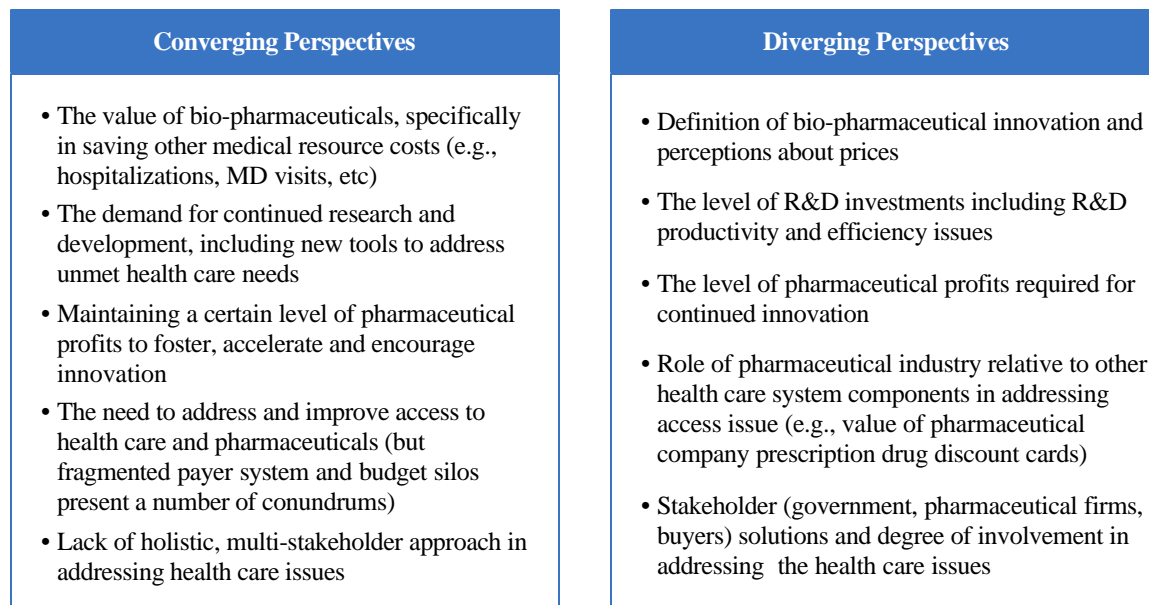 Converging Perspectives
• The value of bio-pharmaceuticals, specifically
in saving other medical resource costs (e.g.,
hospitalizations, MD visits, etc)
• The demand for continued research and
development, including new tools to address
unmet health care needs
• Maintaining a certain level of pharmaceutical
profits to foster, accelerate and encourage
innovation
• The need to address and improve access to
health care and pharmaceuticals (but
fragmented payer system and budget silos
present a number of conundrums)
• Lack of holistic, multi-stakeholder approach in
addressing health care issues
Diverging Perspectives
• Definition of bio-pharmaceutical innovation and
perceptions about prices
• The level of R&D investments including R&D
productivity and efficiency issues
• The level of pharmaceutical profits required for
continued innovation
• Role of pharmaceutical industry relative to other
health care system components in addressing
access issue (e.g., value of pharmaceutical
company prescription drug discount cards)
• Stakeholder (government, pharmaceutical firms,
buyers) solutions and degree of involvement in
addressing the health care issues